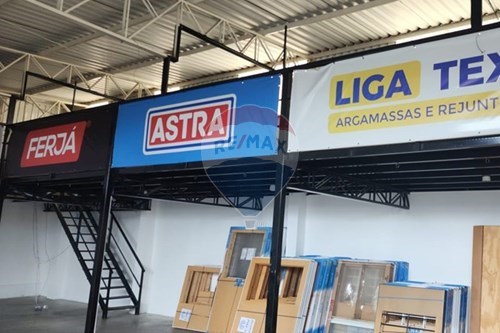 FERJÁ
ASTRA
RE/MAX
LIGA TEX
ARGAMASSAS E REJUNT